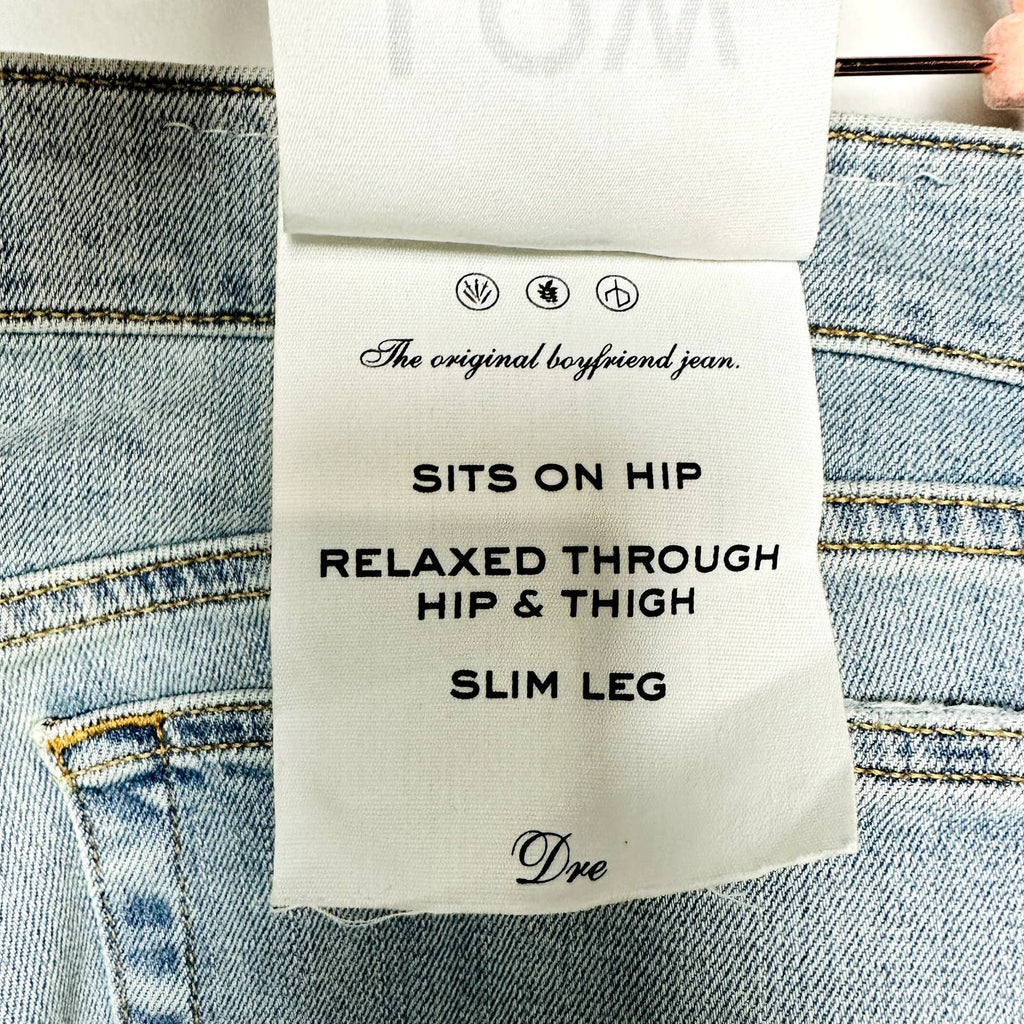 The original boyfriend jean.
SITS ON HIP
RELAXED THROUGH
HIP & THIGH
SLIM LEG
Dre